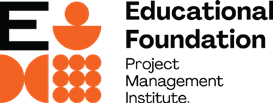 E
Educational
Foundation
Project
Management
Institute.